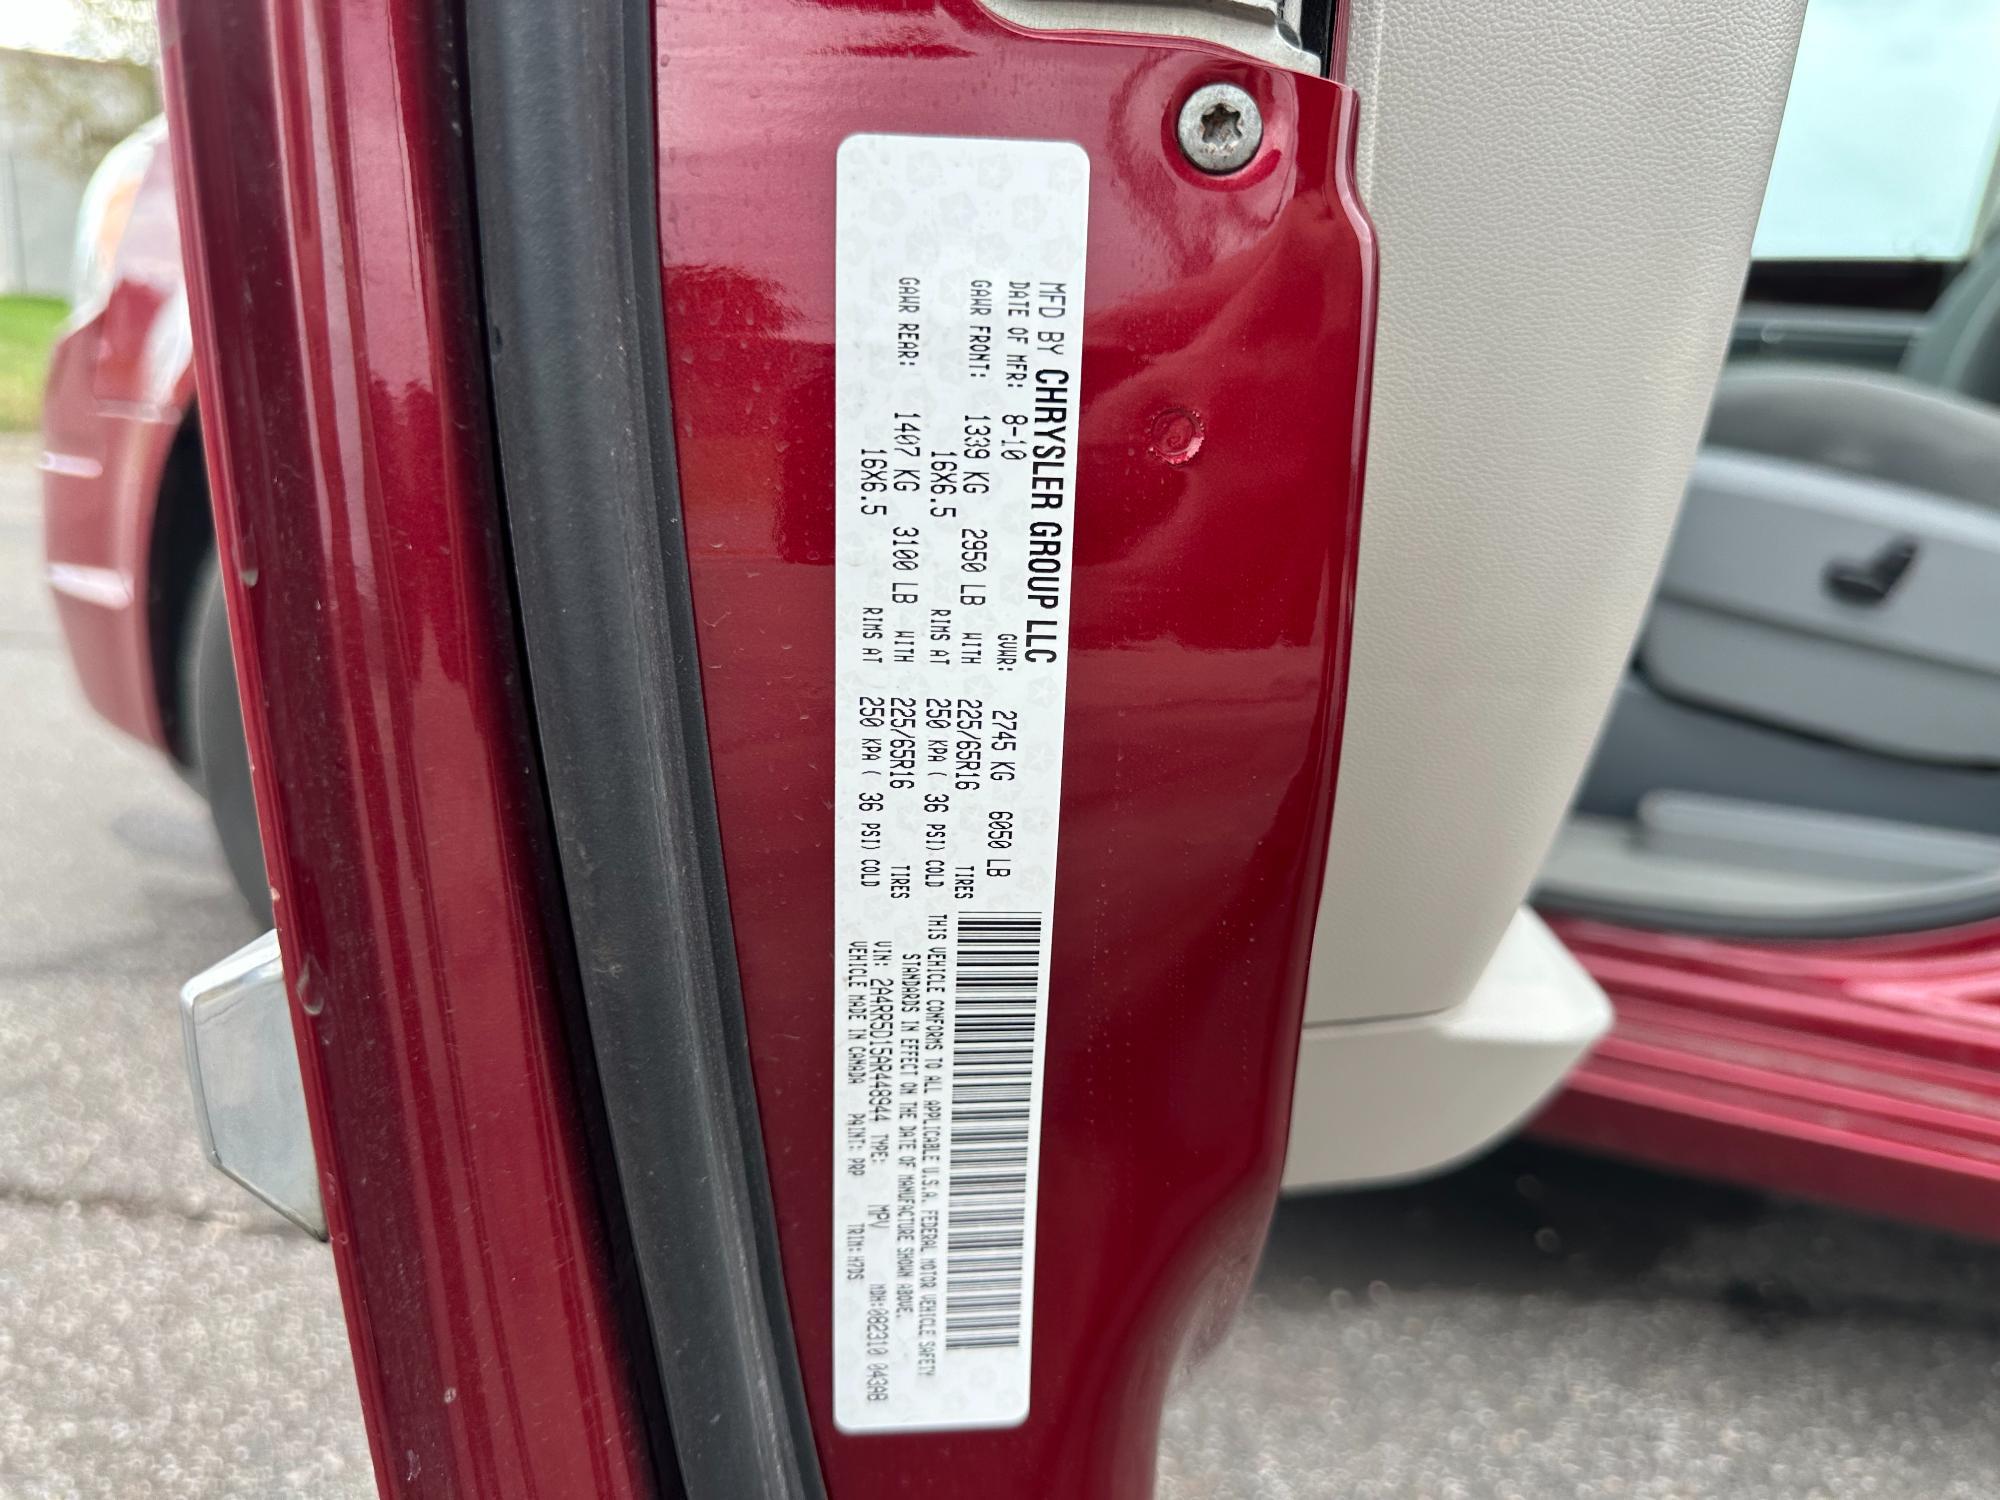 MFD BY CHRYSLER GROUP LLC
DATE OF MFR: 8-10 GVWR: 2745 KG 6050 LB
GAWR FRONT: 1339 KG 2950 LB WITH 225/65R16 TIRES
16X6.5 RIMS AT 250 KPA ( 36 PSI) COLD
GAWR REAR: 1407 KG 3100 LB WITH 225/65R16 TIRES
16X6.5 RIMS AT 250 KPA ( 36 PSI) COLD
THIS VEHICLE CONFORMS TO ALL APPLICABLE U.S.A. FEDERAL MOTOR VEHICLE SAFETY
STANDARDS IN EFFECT ON THE DATE OF MANUFACTURE SHOWN ABOVE.
VIN: 2A4RR5D15AR448944 TYPE: MPV MDH:082310 043AB
VEHICLE MADE IN CANADA PAINT: PRP TRIM:H7DS